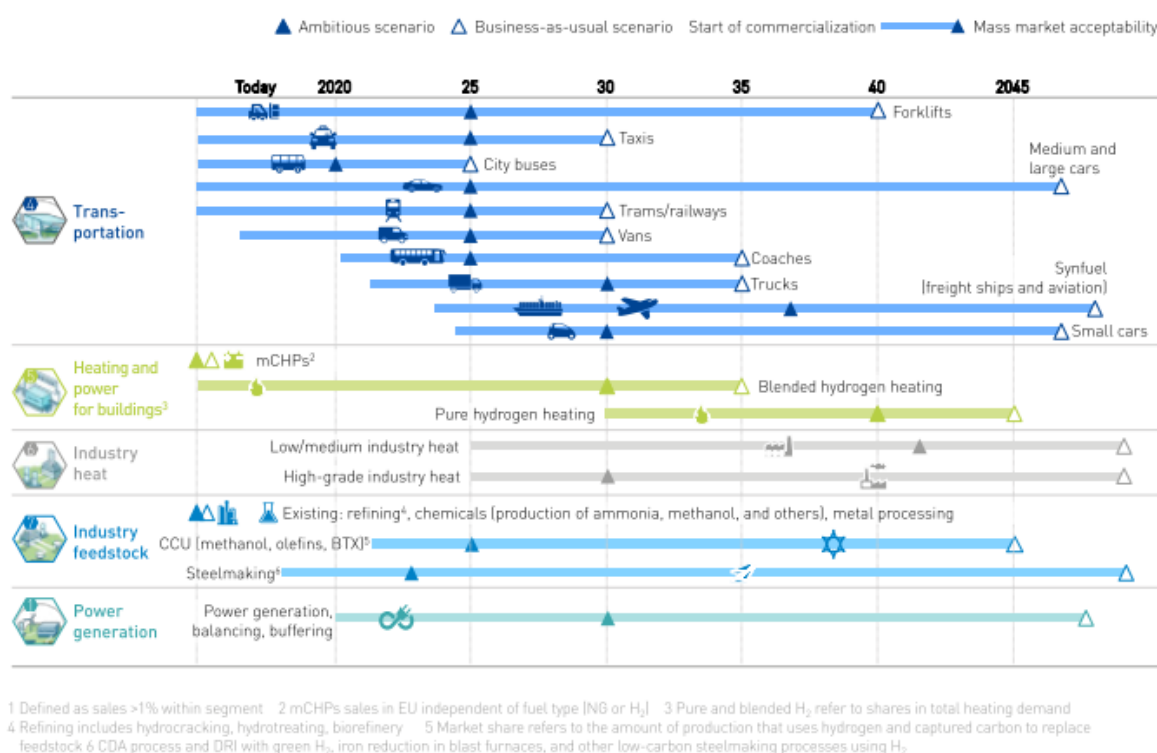 Ambitious scenario Business-as-usual scenario Start of commercialization Mass market acceptability
Today 2020 25 30 35 40 2045
Forklifts
Taxis
Medium and
large cars
City buses
4
Trans-
portation
Trams/railways
Vans
Coaches
Synfuel
(freight ships and aviation)
Trucks
Small cars
5
Heating and
power
for buildings3
mCHPs2
Blended hydrogen heating
Pure hydrogen heating
6
Industry
heat
Low/medium industry heat
High-grade industry heat
7
Industry
feedstock
Existing: refining4, chemicals (production of ammonia, methanol, and others), metal processing
CCU (methanol, olefins, BTX)5
Steelmaking6
1
Power
generation
Power generation,
balancing, buffering
1 Defined as sales >1% within segment 2 mCHPs sales in EU independent of fuel type (NG or H2) 3 Pure and blended H2 refer to shares in total heating demand
4 Refining includes hydrocracking, hydrotreating, biorefinery 5 Market share refers to the amount of production that uses hydrogen and captured carbon to replace
feedstock 6 CDA process and DRI with green H2, iron reduction in blast furnaces, and other low-carbon steelmaking processes using H2